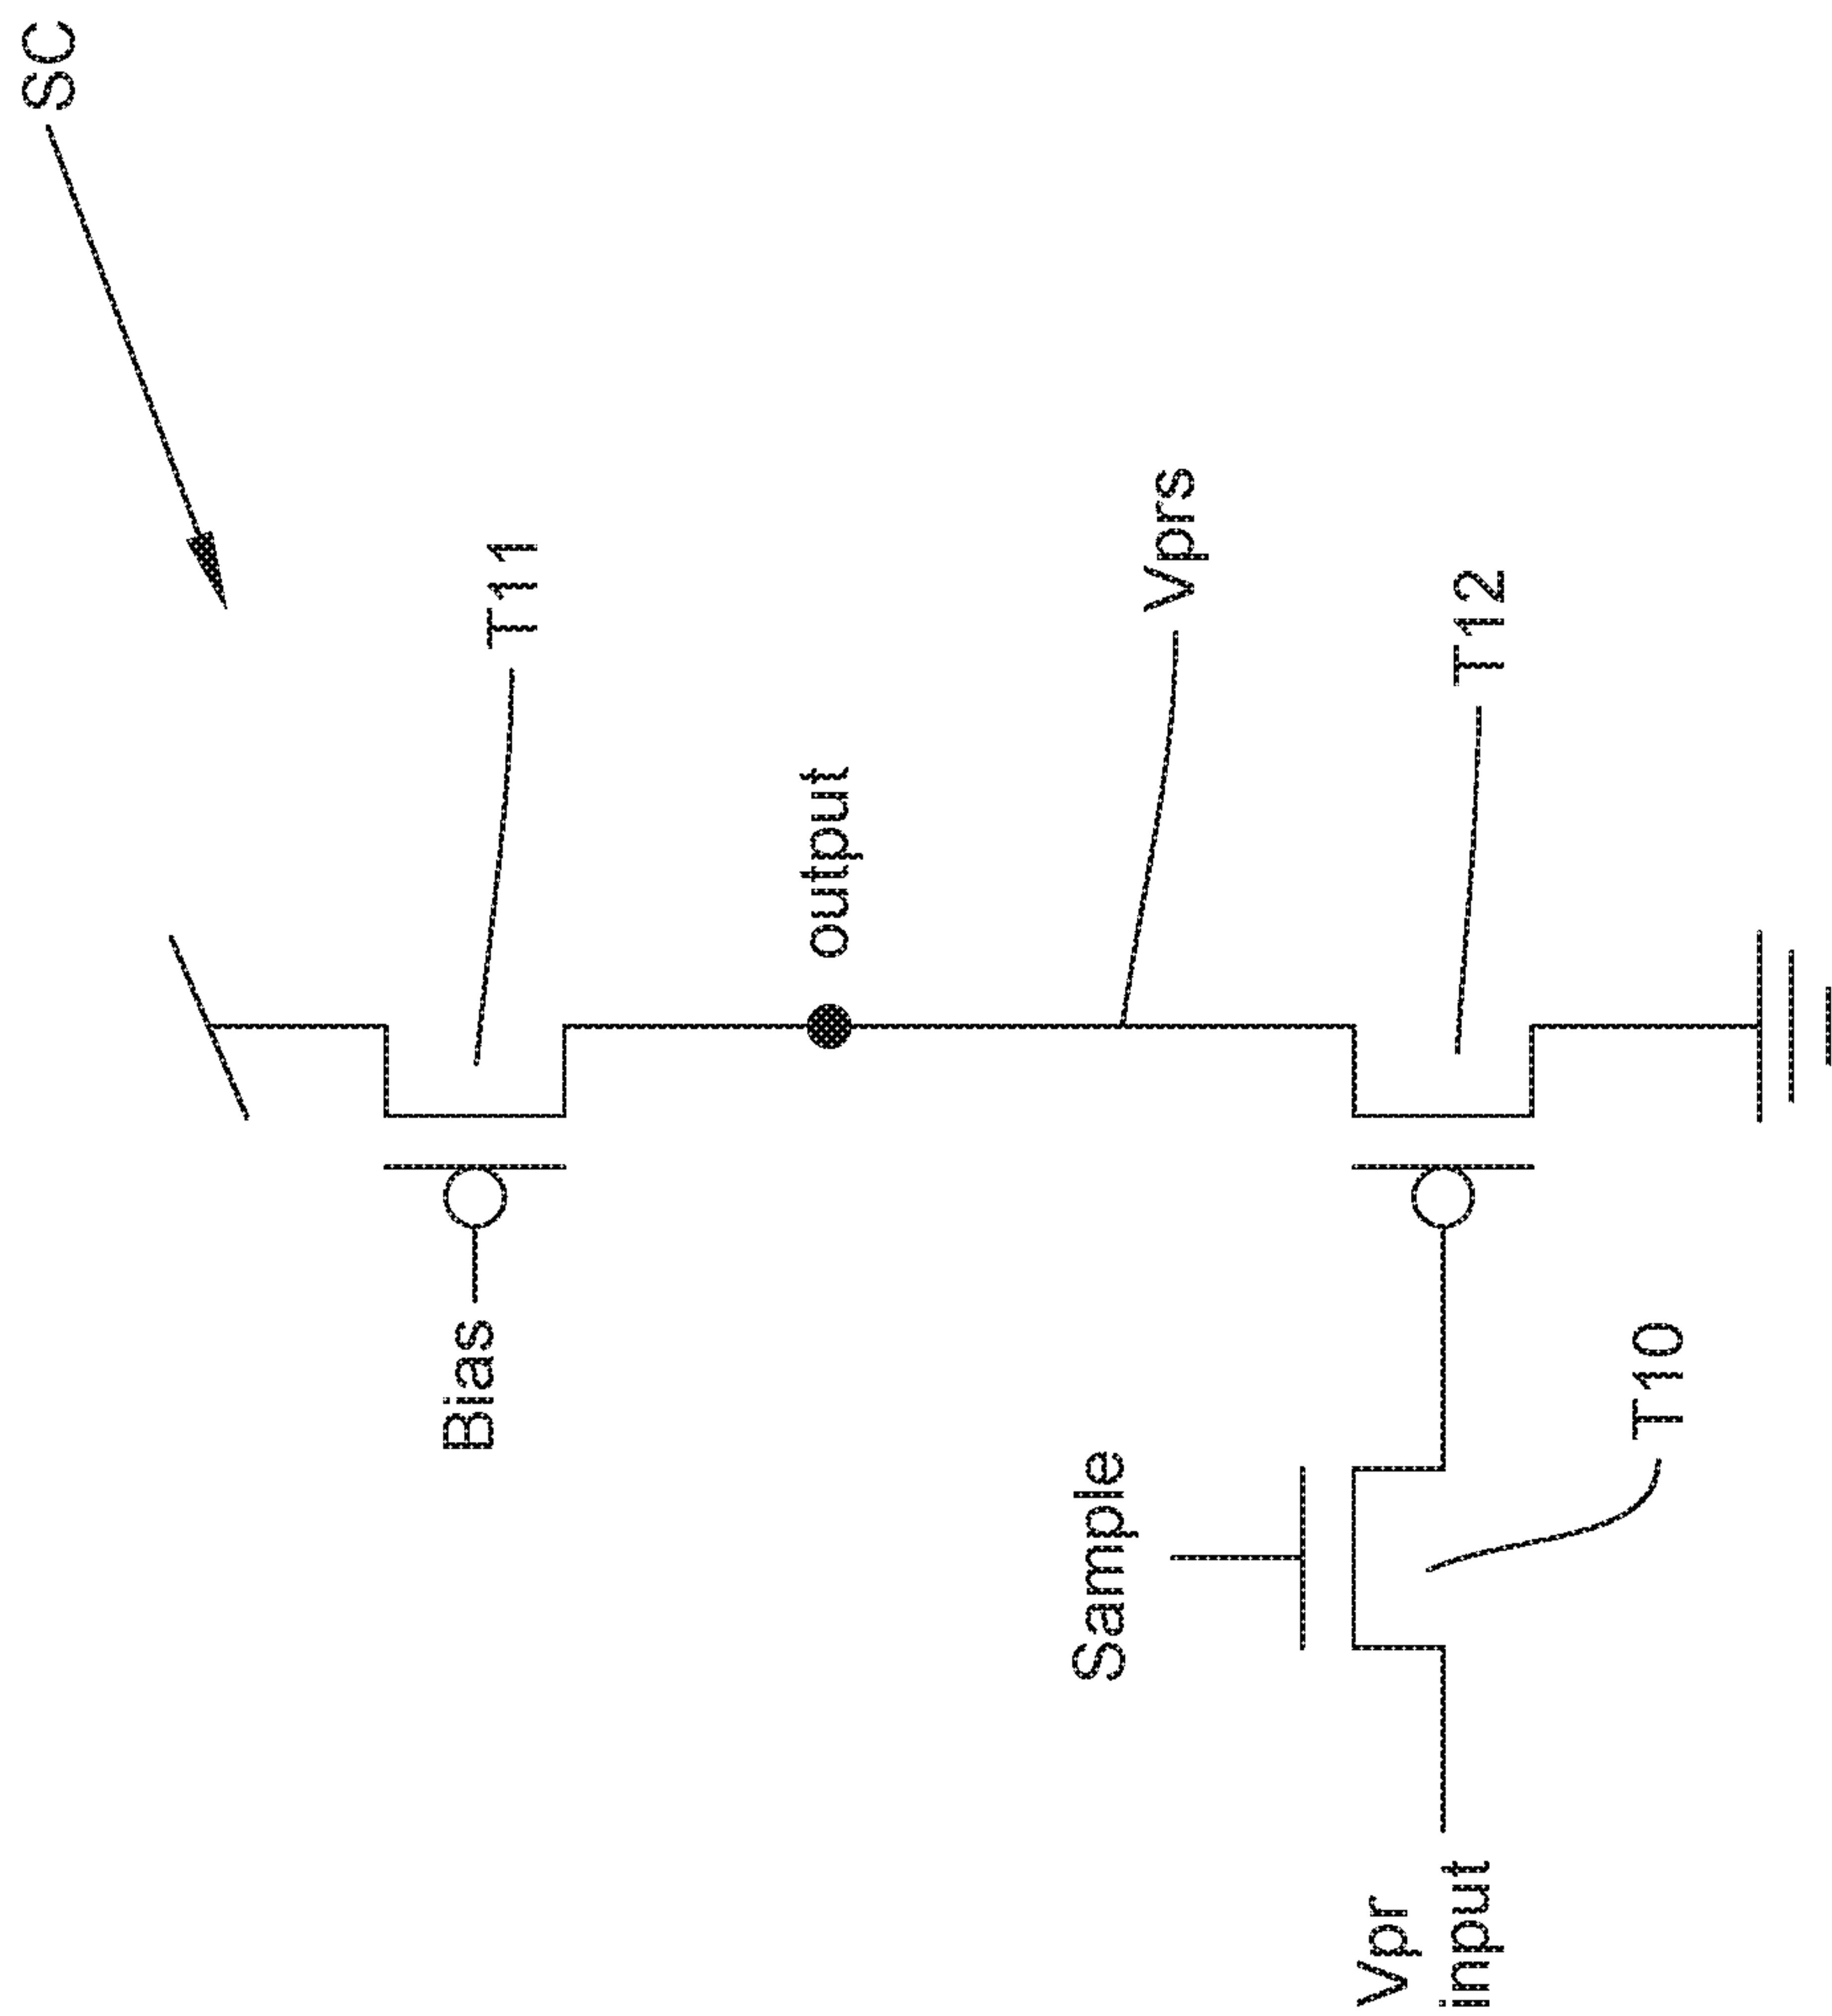 SC
T11
Bias
output
Vprs
T12
Sample
T10
Vpr
input